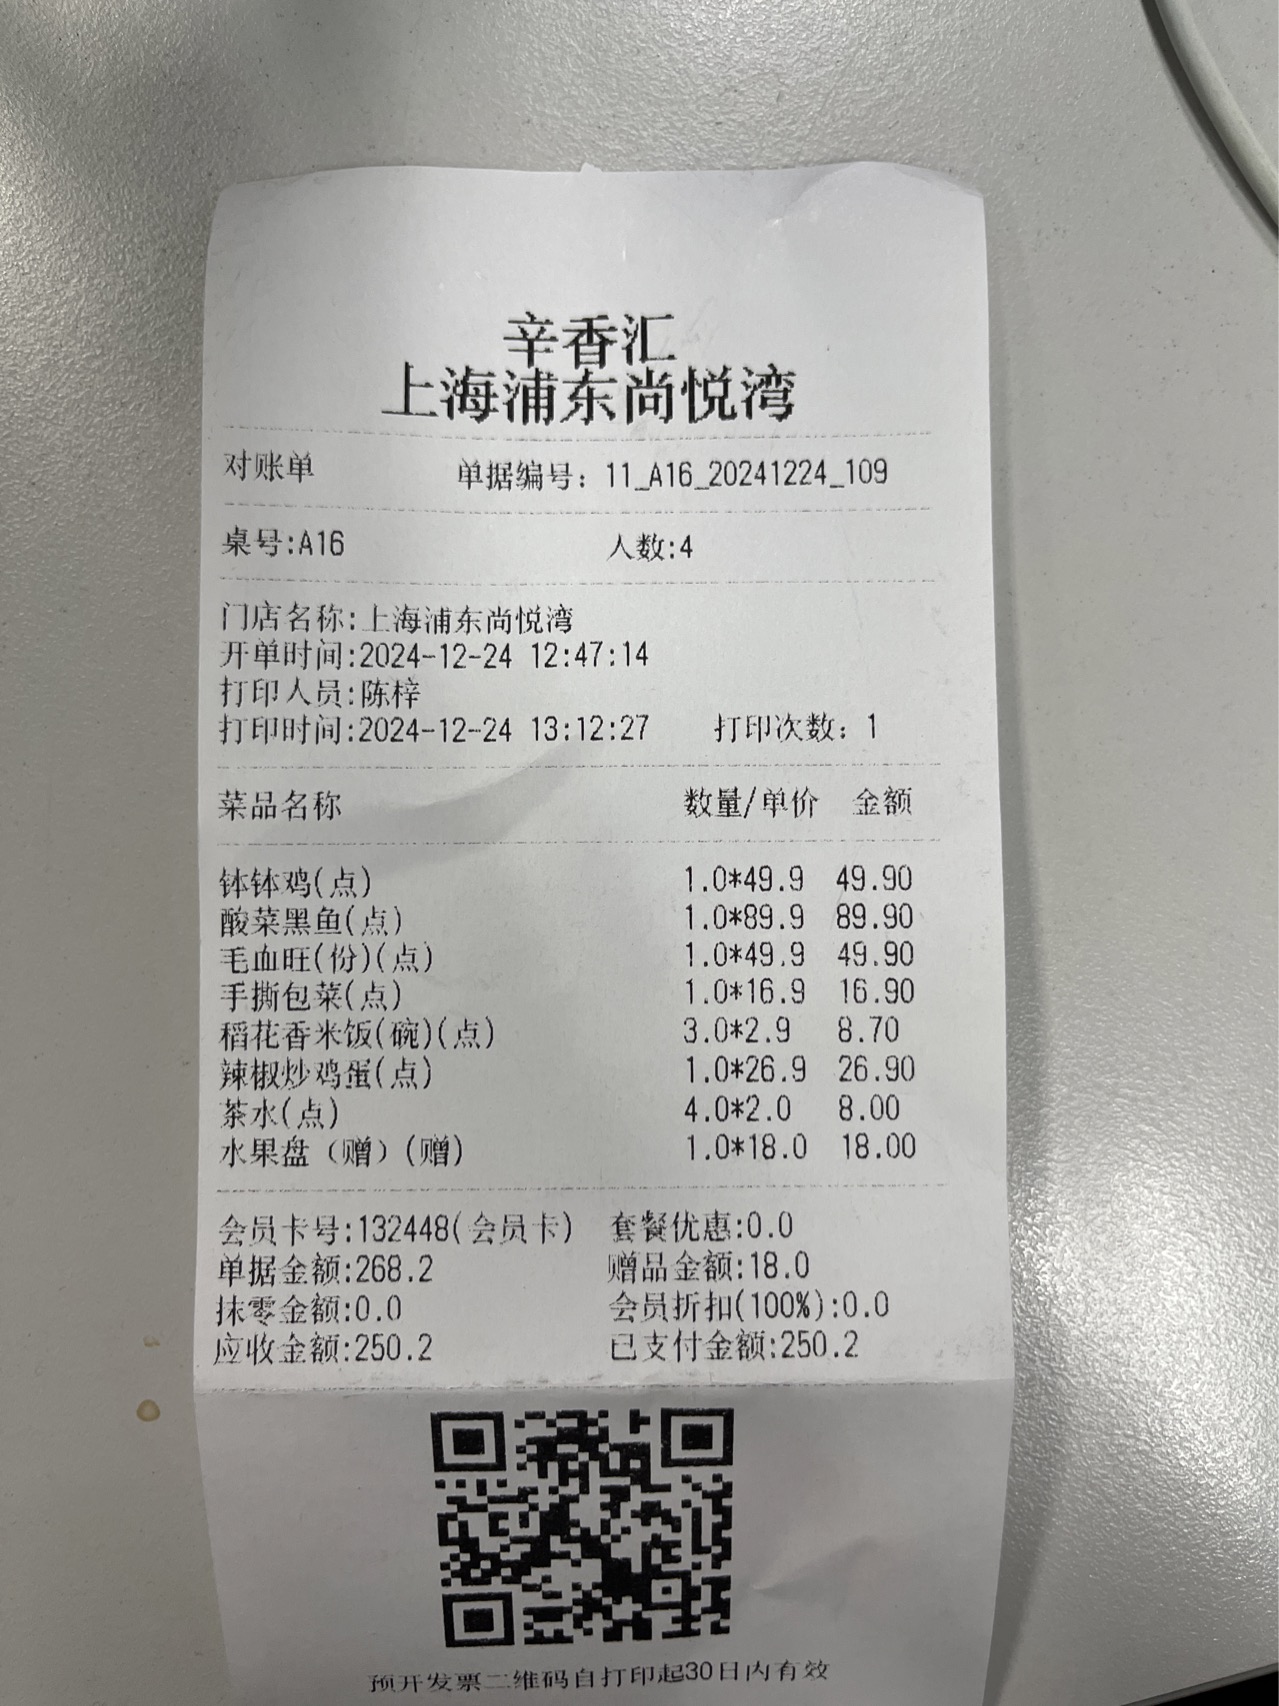 辛香汇
上海浦东尚悦湾
对账单 单据编号：11_A16_20241224_109
桌号:A16 人数:4
门店名称:上海浦东尚悦湾
开单时间:2024-12-24 12:47:14
打印人员:陈梓
打印时间:2024-12-24 13:12:27 打印次数：1
菜品名称 数量/单价 金额
钵钵鸡(点) 1.0*49.9 49.90
酸菜黑鱼(点) 1.0*89.9 89.90
毛血旺(份)(点) 1.0*49.9 49.90
手撕包菜(点) 1.0*16.9 16.90
稻花香米饭(碗)(点) 3.0*2.9 8.70
辣椒炒鸡蛋(点) 1.0*26.9 26.90
茶水(点) 4.0*2.0 8.00
水果盘（赠）(赠) 1.0*18.0 18.00
会员卡号:132448(会员卡) 套餐优惠:0.0
单据金额:268.2 赠品金额:18.0
抹零金额:0.0 会员折扣(100%):0.0
应收金额:250.2 已支付金额:250.2
预开发票二维码自打印起30日内有效